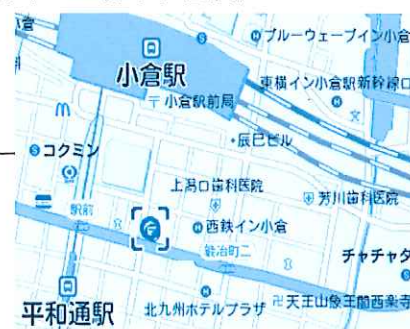 小倉駅
ブルーウェーブイン小倉
東横イン小倉駅新幹線口
小倉駅前局
辰巳ビル
コクミン
上潟口歯科医院
芳川歯科医院
駅前
西鉄イン小倉
鍛冶町二
チャチャタ
平和通駅
北九州ホテルプラザ
天王山像王間西楽寺